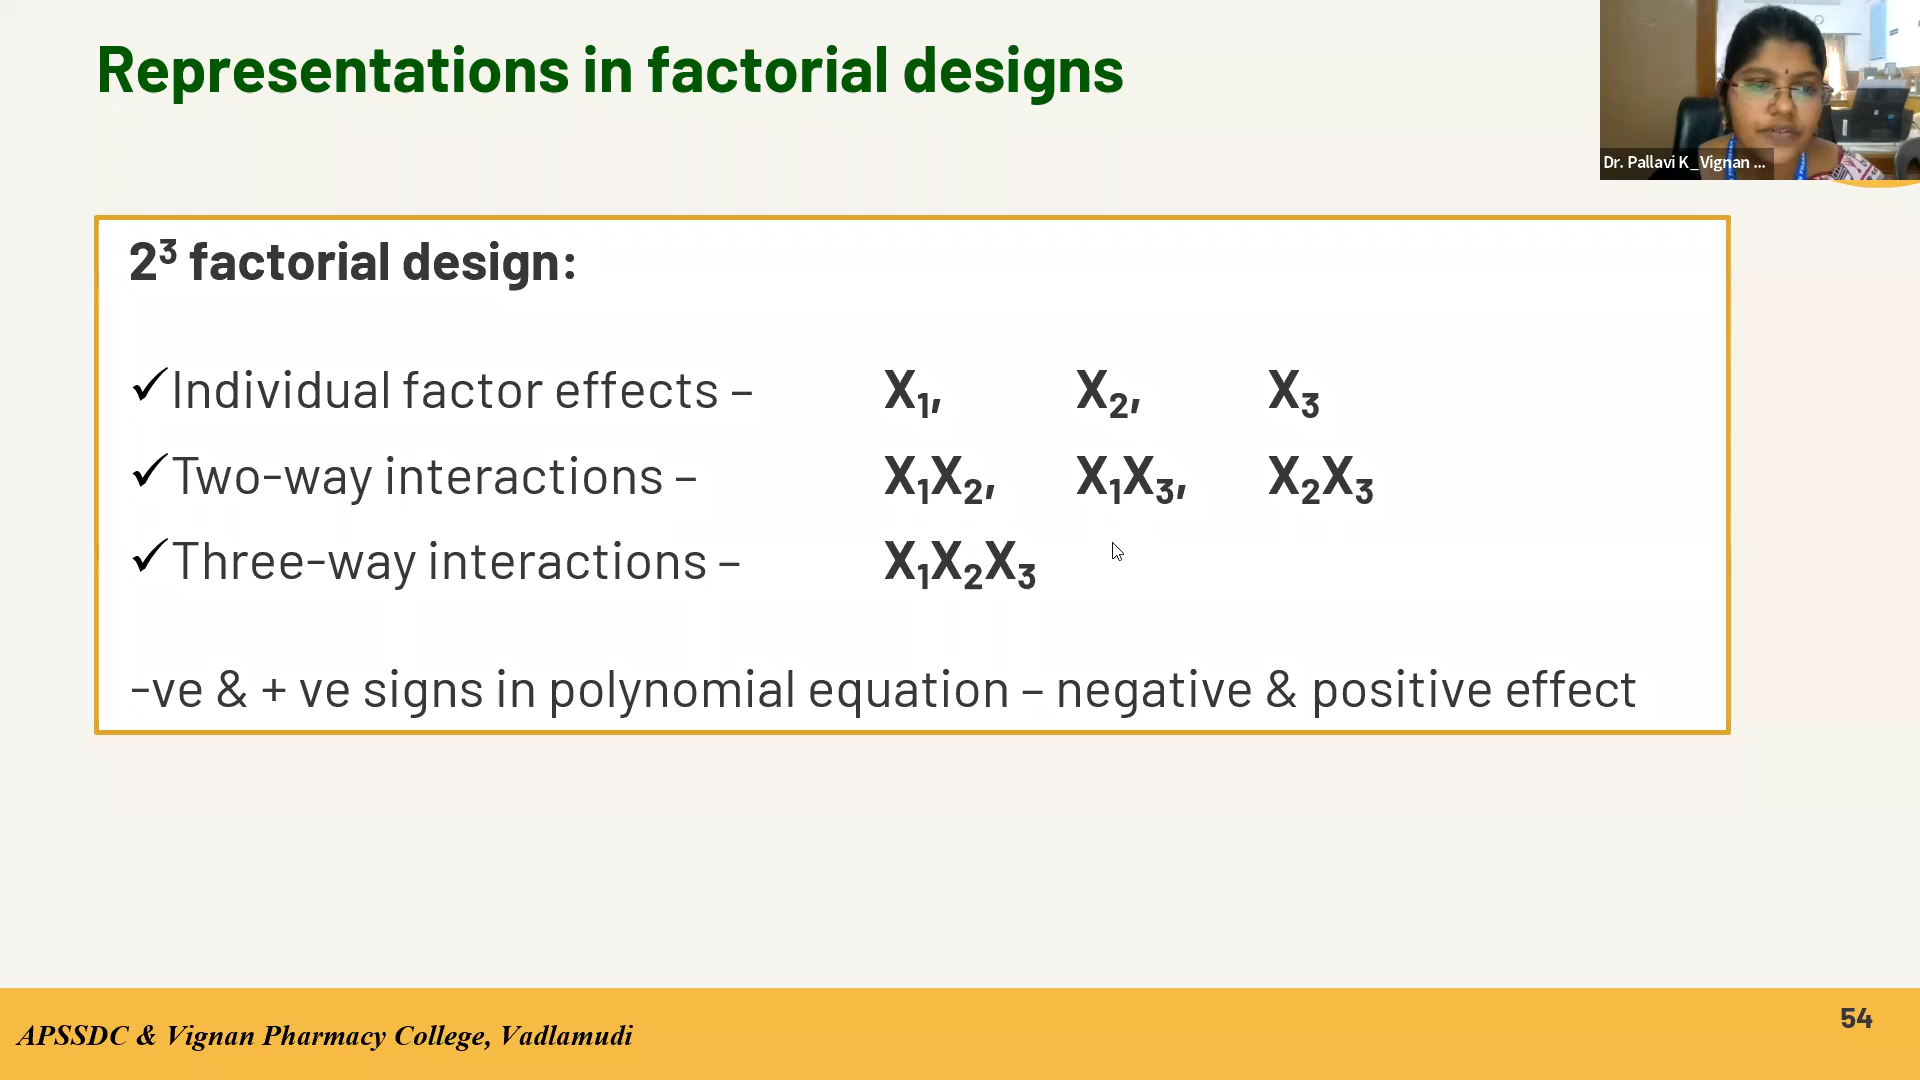 Representations in factorial designs
Dr. Pallavi K_Vignan ...
2³ factorial design:
✓Individual factor effects – X₁, X₂, X₃
✓Two-way interactions – X₁X₂, X₁X₃, X₂X₃
✓Three-way interactions – X₁X₂X₃
-ve & + ve signs in polynomial equation – negative & positive effect
APSSDC & Vignan Pharmacy College, Vadlamudi
54